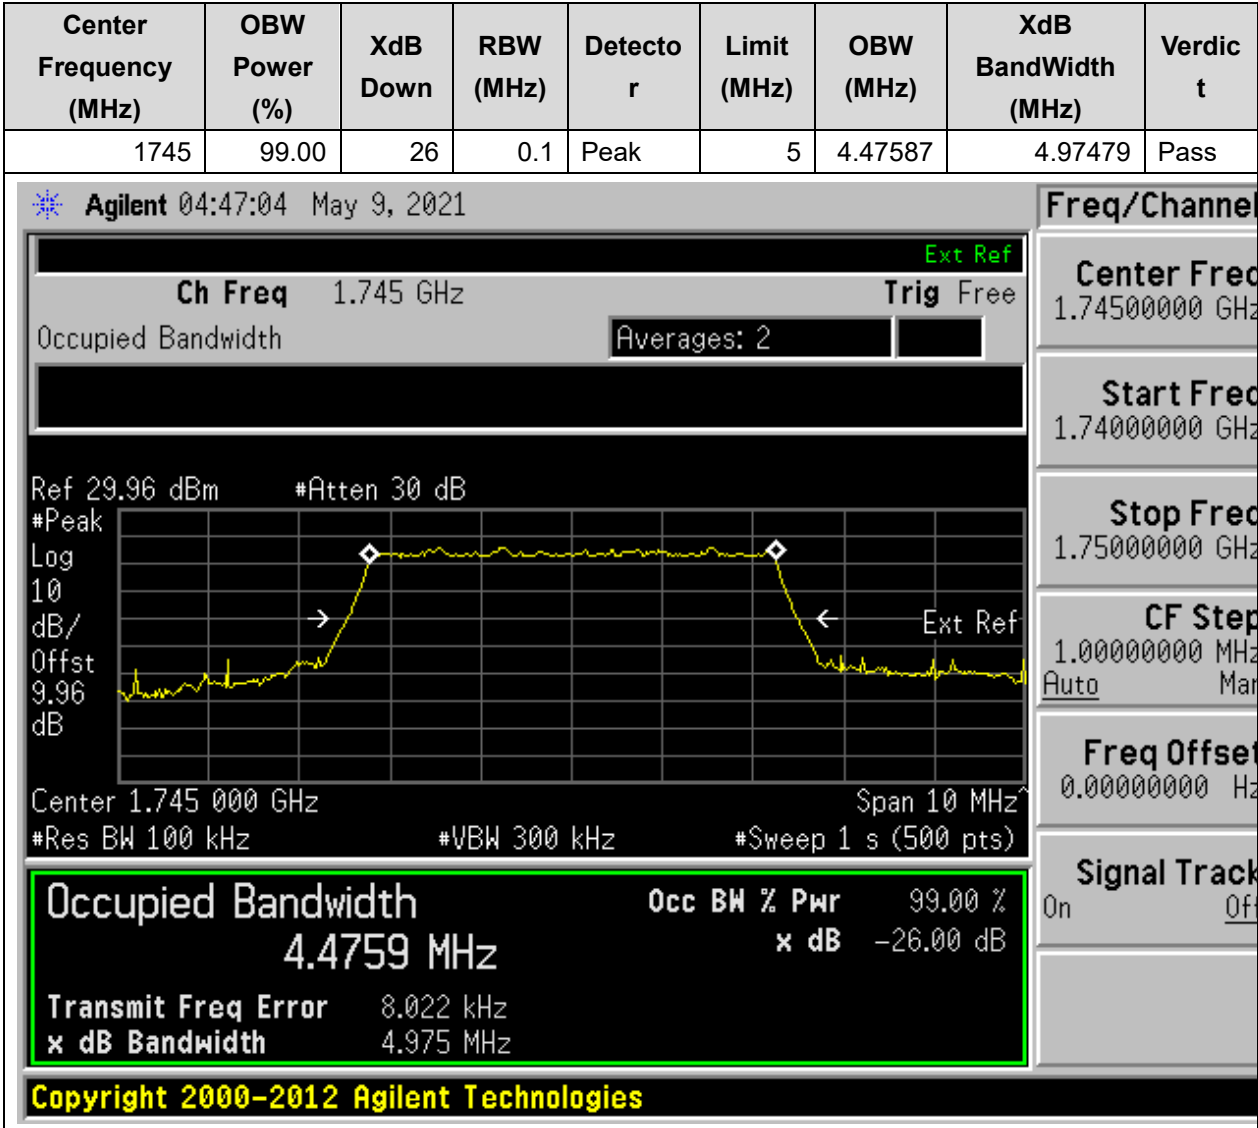 Center Frequency (MHz) OBW Power (%) XdB Down RBW (MHz) Detecto r Limit (MHz) OBW (MHz) XdB BandWidth (MHz) Verdic t
1745 99.00 26 0.1 Peak 5 4.47587 4.97479 Pass
Agilent 04:47:04 May 9, 2021
Freq/Channel
Ext Ref
Ch Freq 1.745 GHz Trig Free
Occupied Bandwidth Averages: 2
Center Freq
1.74500000 GHz
Start Freq
1.74000000 GHz
Stop Freq
1.75000000 GHz
CF Step
1.00000000 MHz
Auto Man
Freq Offset
0.00000000 Hz
Signal Track
On Off
Ref 29.96 dBm #Atten 30 dB
#Peak
Log
10
dB/
Offst
9.96
dB
Ext Ref
Center 1.745 000 GHz Span 10 MHz^
#Res BW 100 kHz #VBW 300 kHz #Sweep 1 s (500 pts)
Occupied Bandwidth Occ BW % Pwr 99.00 %
4.4759 MHz x dB -26.00 dB
Transmit Freq Error 8.022 kHz
x dB Bandwidth 4.975 MHz
Copyright 2000-2012 Agilent Technologies